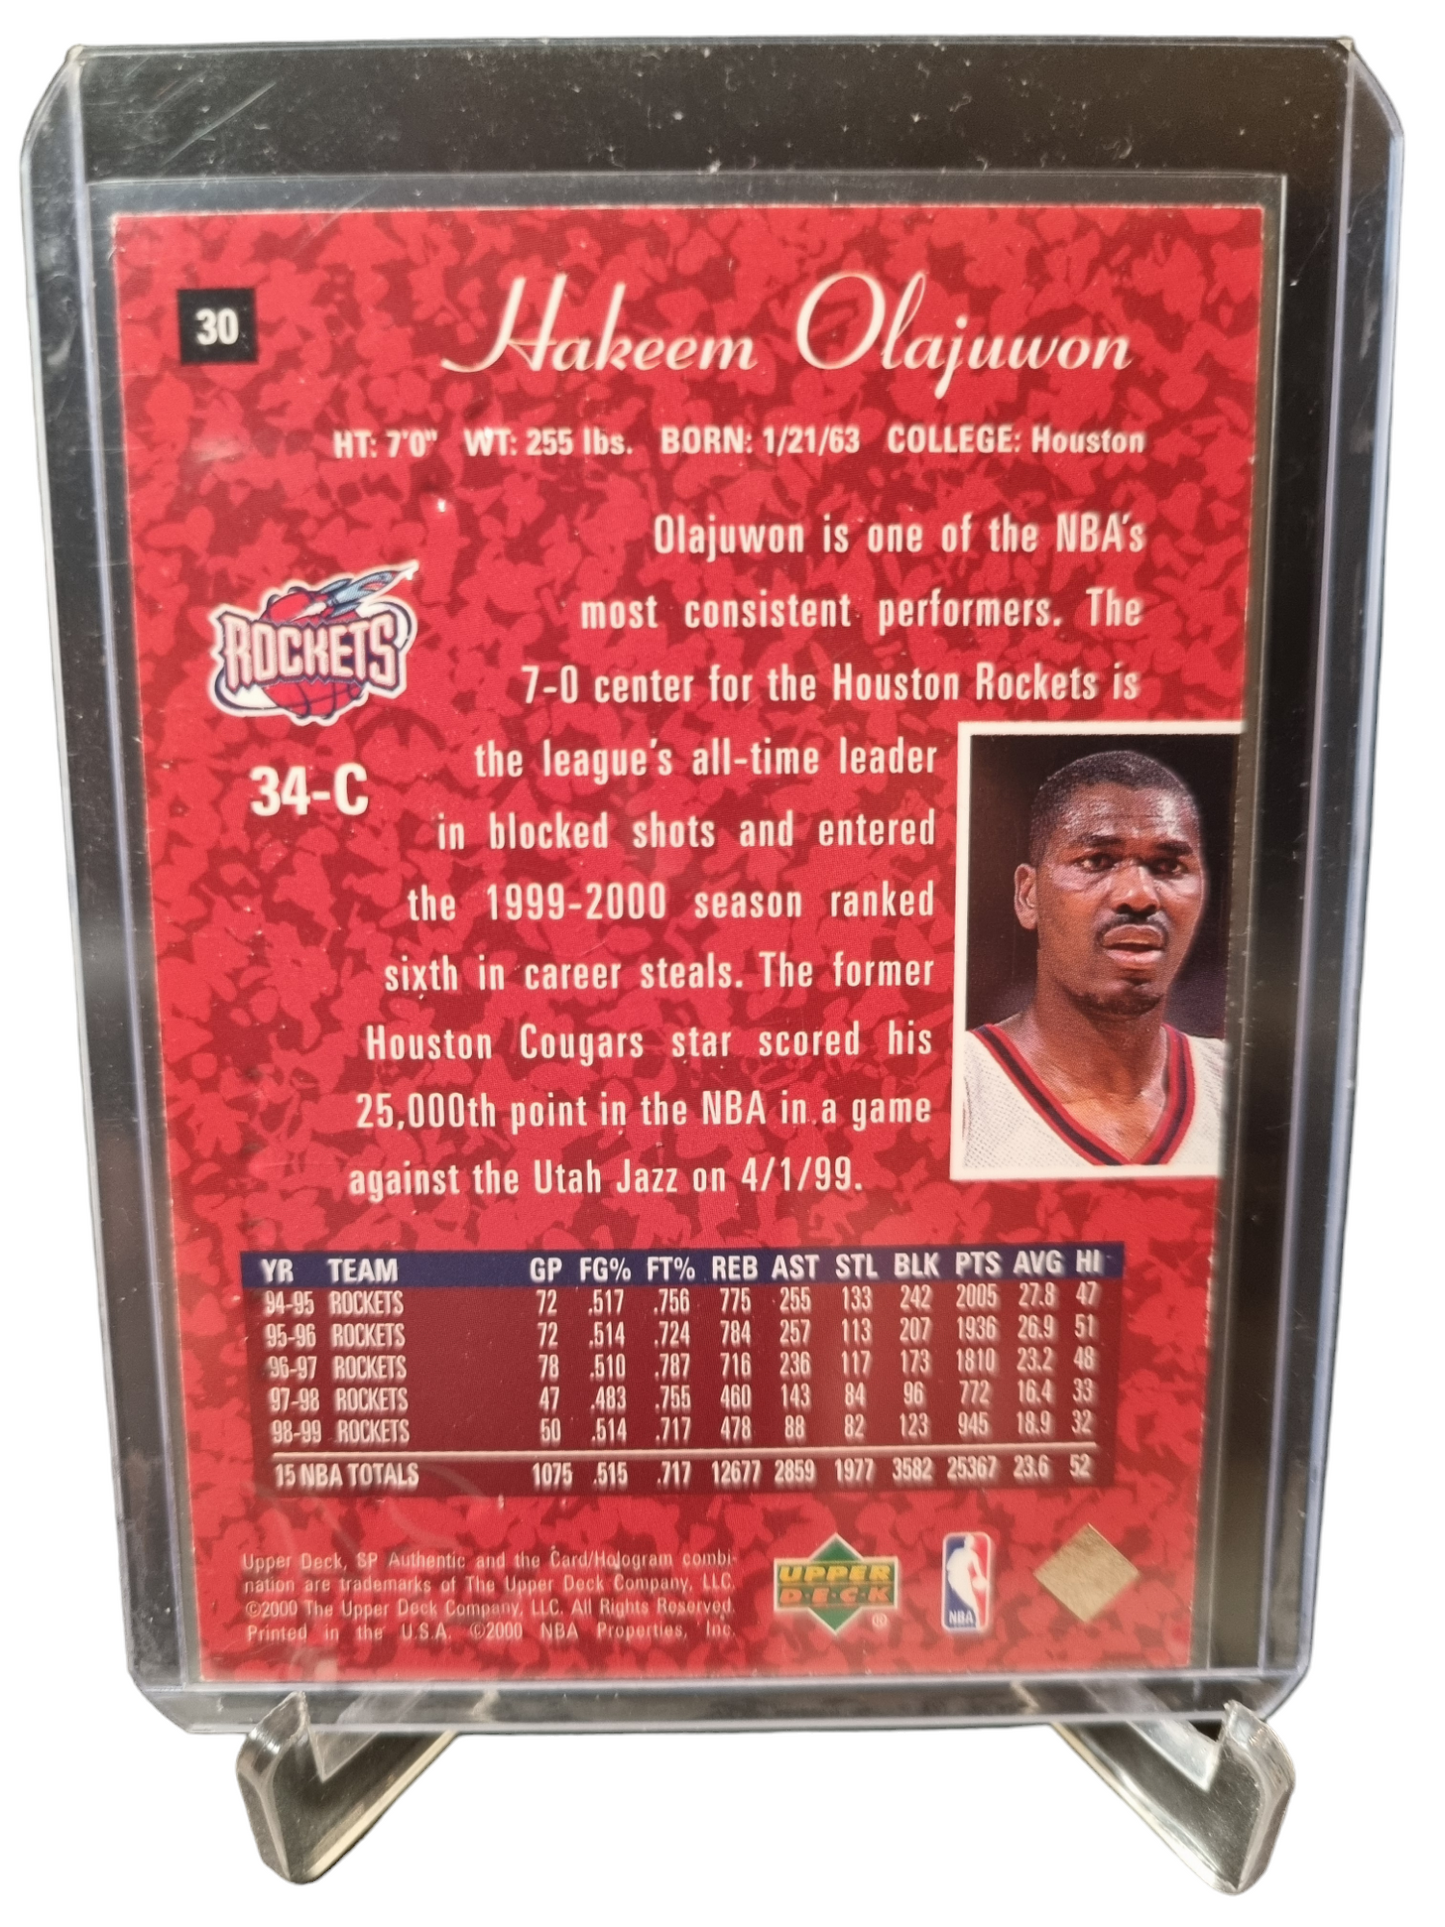 30
Hakeem Olajuwon
HT: 7'0" WT: 255 lbs. BORN: 1/21/63 COLLEGE: Houston
Olajuwon is one of the NBA's
most consistent performers. The
7-0 center for the Houston Rockets is
the league's all-time leader
in blocked shots and entered
the 1999-2000 season ranked
sixth in career steals. The former
Houston Cougars star scored his
25,000th point in the NBA in a game
against the Utah Jazz on 4/1/99.
ROCKETS
34-C
YR TEAM GP FG% FT% REB AST STL BLK PTS AVG HI
94-95 ROCKETS 72 .517 .756 775 255 133 242 2005 27.8 47
95-96 ROCKETS 72 .514 .724 784 257 113 207 1936 26.9 51
96-97 ROCKETS 78 .510 .787 716 236 117 173 1810 23.2 48
97-98 ROCKETS 47 .483 .755 460 143 84 96 772 16.4 33
98-99 ROCKETS 50 .514 .717 478 88 82 123 945 18.9 32
15 NBA TOTALS 1075 .515 .717 12677 2859 1977 3582 25367 23.6 52
Upper Deck, SP Authentic and the Card/Hologram combi-
nation are trademarks of The Upper Deck Company, LLC.
©2000 The Upper Deck Company, LLC. All Rights Reserved.
Printed in the U.S.A. ©2000 NBA Properties, Inc.
UPPER
DECK
®
NBA